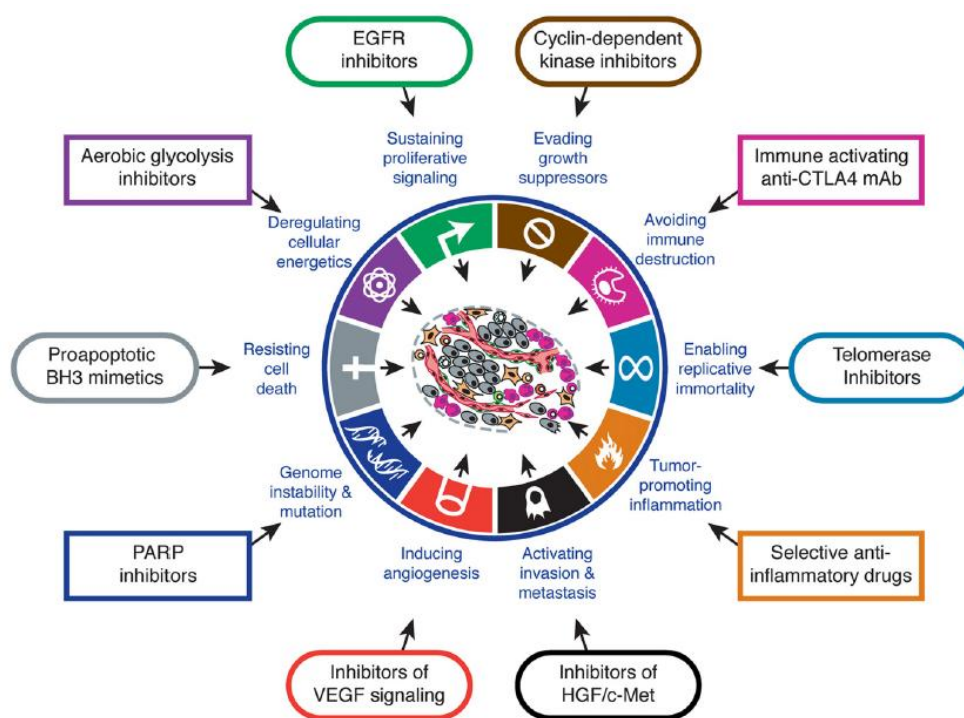 EGFR
inhibitors
Cyclin-dependent
kinase inhibitors
Sustaining
proliferative
signaling
Evading
growth
suppressors
Aerobic glycolysis
inhibitors
Immune activating
anti-CTLA4 mAb
Deregulating
cellular
energetics
Avoiding
immune
destruction
Proapoptotic
BH3 mimetics
Resisting
cell
death
Enabling
replicative
immortality
Telomerase
Inhibitors
Genome
instability &
mutation
Tumor-
promoting
inflammation
PARP
inhibitors
Inducing
angiogenesis
Activating
invasion &
metastasis
Selective anti-
inflammatory drugs
Inhibitors of
VEGF signaling
Inhibitors of
HGF/c-Met